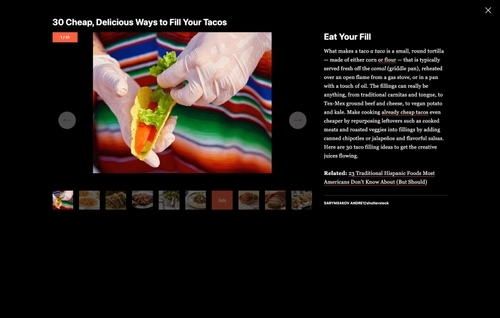 30 Cheap, Delicious Ways to Fill Your Tacos
Eat Your Fill
What makes a taco a taco is a small, round tortilla
— made of either corn or flour — that is typically
served fresh off the comal (griddle pan), reheated
over an open flame from a gas stove, or in a pan
with a touch of oil. The fillings can really be
anything, from traditional carnitas and tongue, to
Tex-Mex ground beef and cheese, to vegan potato
and kale. Make cooking already cheap tacos even
cheaper by repurposing leftovers such as cooked
meats and roasted veggies into fillings by adding
canned chipotles or jalapeños and flavorful salsas.
Here are 30 taco filling ideas to get the creative
juices flowing.
Related: 23 Traditional Hispanic Foods Most
Americans Don't Know About (But Should)
SARYMSAKOV ANDREY/shutterstock